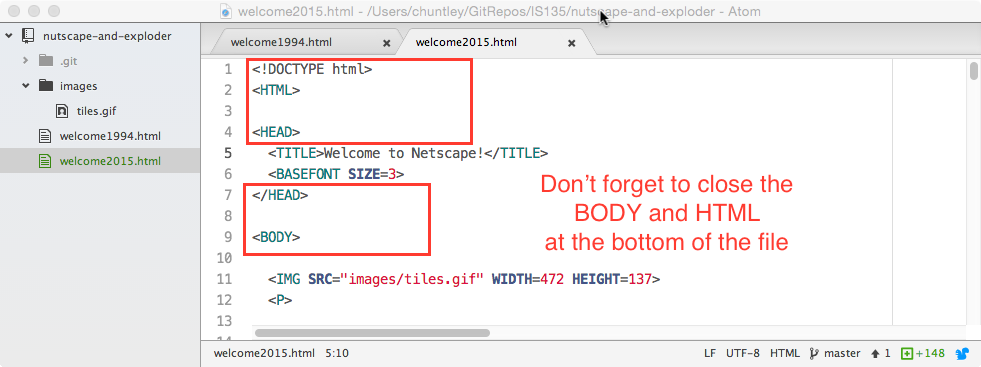 welcome2015.html - /Users/chuntley/GitRepos/IS135/nutscape-and-exploder - Atom
nutscape-and-exploder
.git
images
tiles.gif
welcome1994.html
welcome2015.html
welcome1994.html
welcome2015.html
1 <!DOCTYPE html>
2 <HTML>
3
4 <HEAD>
5 <TITLE>Welcome to Netscape!</TITLE>
6 <BASEFONT SIZE=3>
7 </HEAD>
8
9 <BODY>
10
11 <IMG SRC="images/tiles.gif" WIDTH=472 HEIGHT=137>
12 <P>
13
14
Don't forget to close the
BODY and HTML
at the bottom of the file
welcome2015.html 5:10 LF UTF-8 HTML master 1 +148